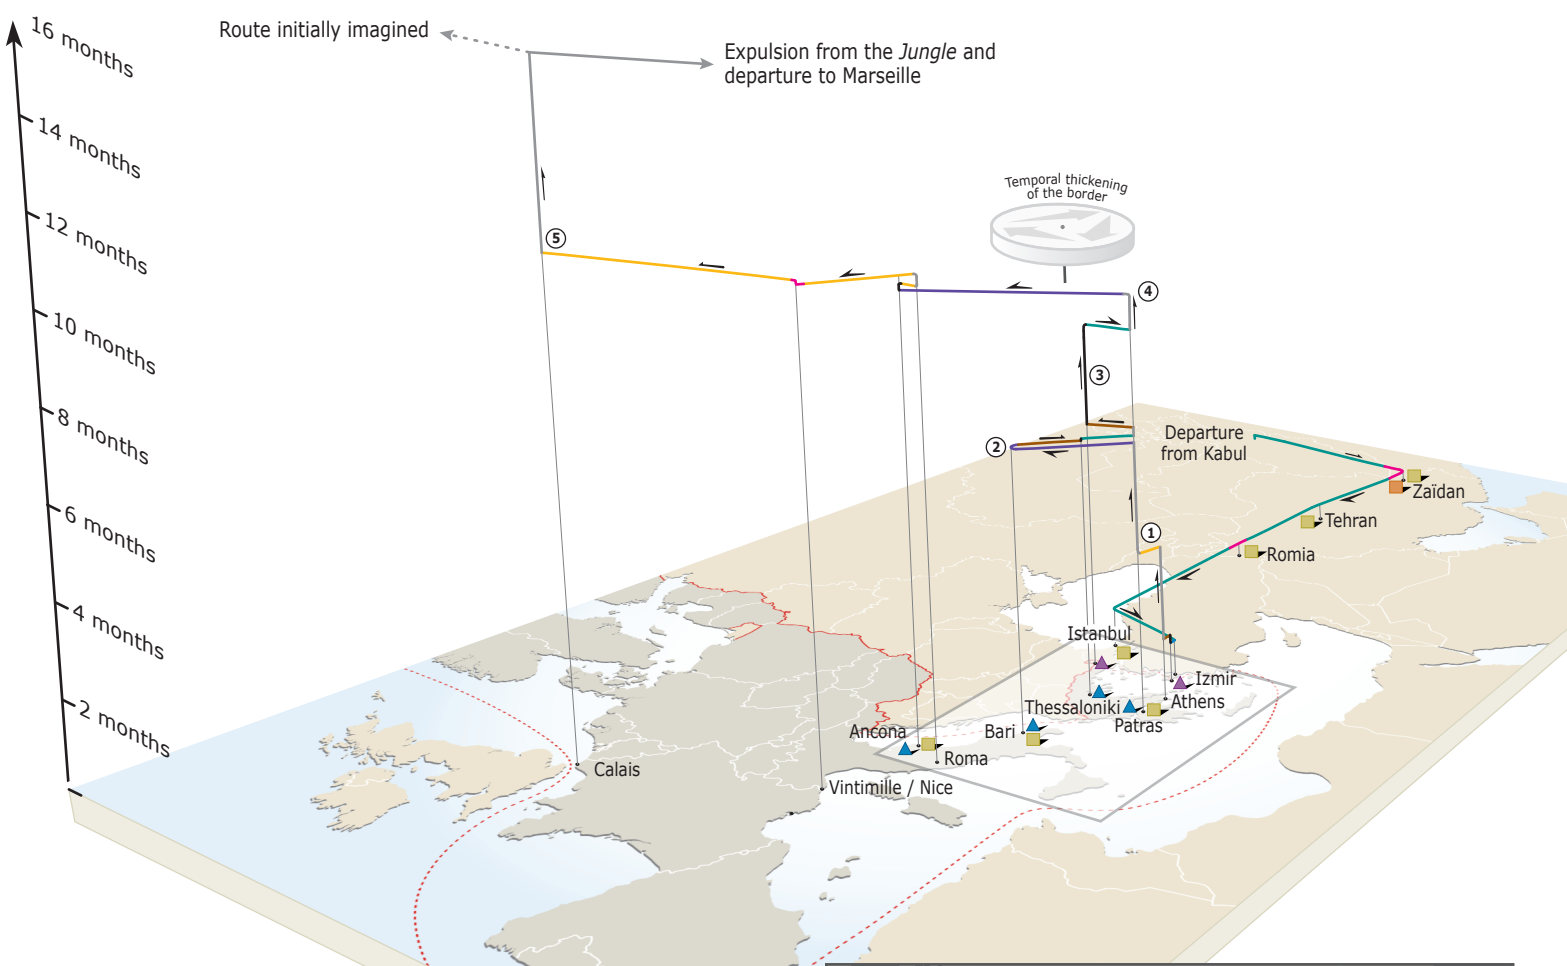 16 months
14 months
12 months
10 months
8 months
6 months
4 months
2 months
Route initially imagined
Expulsion from the Jungle and
departure to Marseille
Temporal thickening
of the border
5
4
3
2
1
Departure
from Kabul
Zaïdan
Tehran
Romia
Istanbul
Izmir
Athens
Thessaloniki
Patras
Bari
Ancona
Roma
Vintimille / Nice
Calais